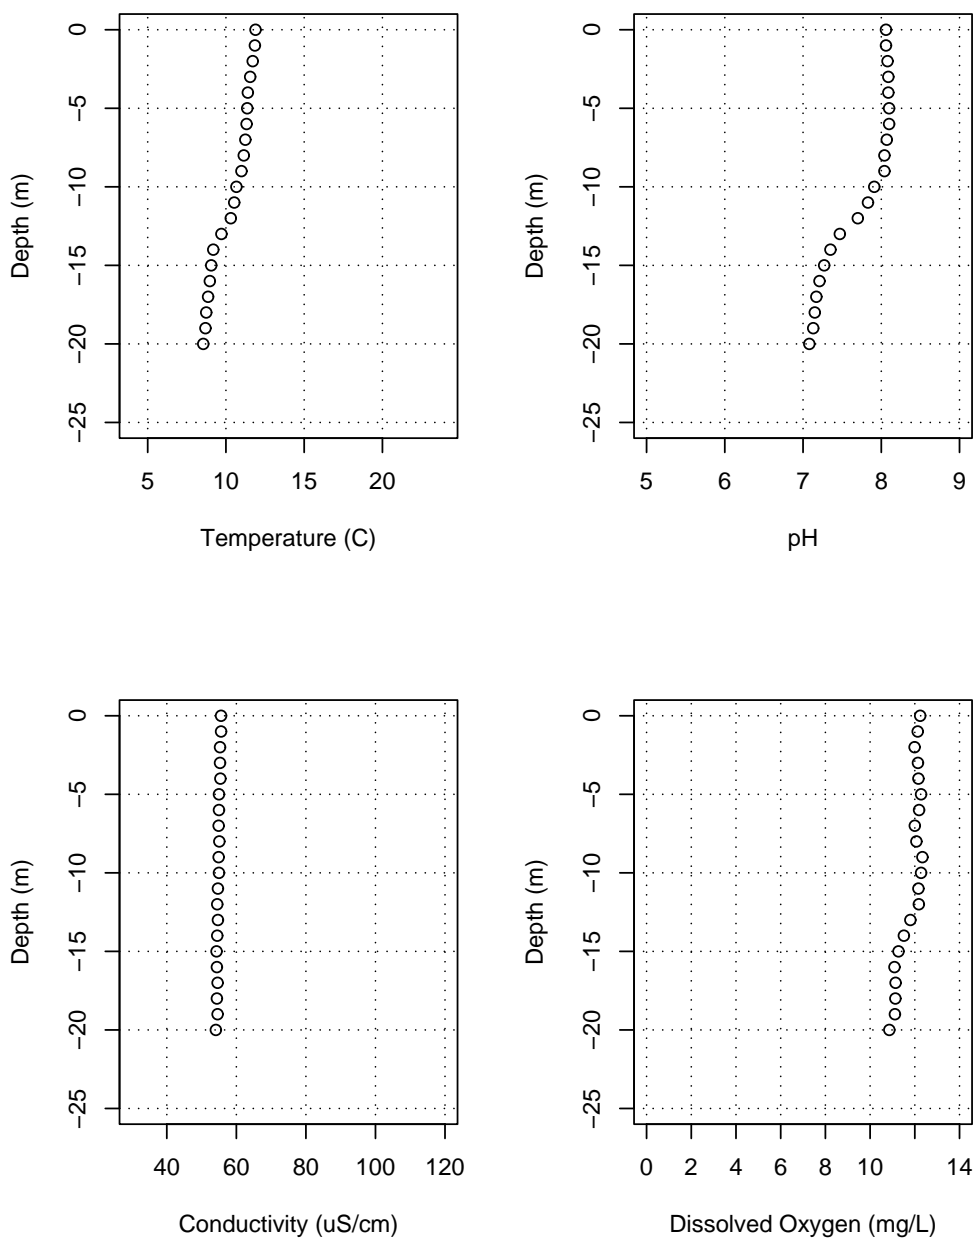 0
−5
−10
−15
−20
−25
Depth (m)
5 10 15 20
Temperature (C)
0
−5
−10
−15
−20
−25
Depth (m)
5 6 7 8 9
pH
0
−5
−10
−15
−20
−25
Depth (m)
40 60 80 100 120
Conductivity (uS/cm)
0
−5
−10
−15
−20
−25
Depth (m)
0 2 4 6 8 10 14
Dissolved Oxygen (mg/L)